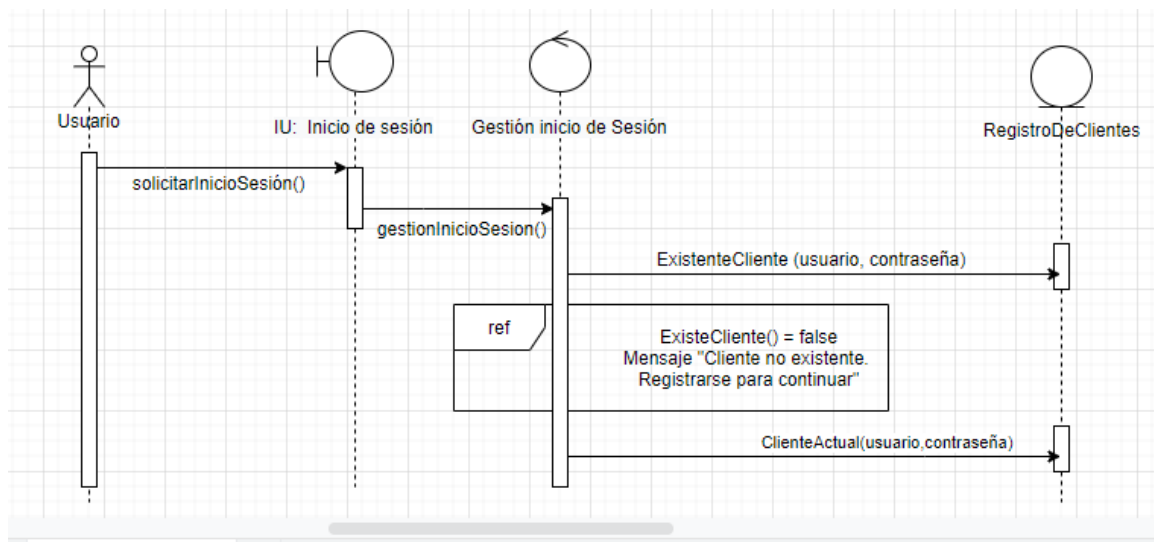 Usuario
IU:  Inicio de sesión
Gestión inicio de Sesión
RegistroDeClientes
solicitarInicioSesión()
gestionInicioSesion()
ExistenteCliente (usuario, contraseña)
ref
ExisteCliente() = false
Mensaje "Cliente no existente.
Registrarse para continuar"
ClienteActual(usuario,contraseña)